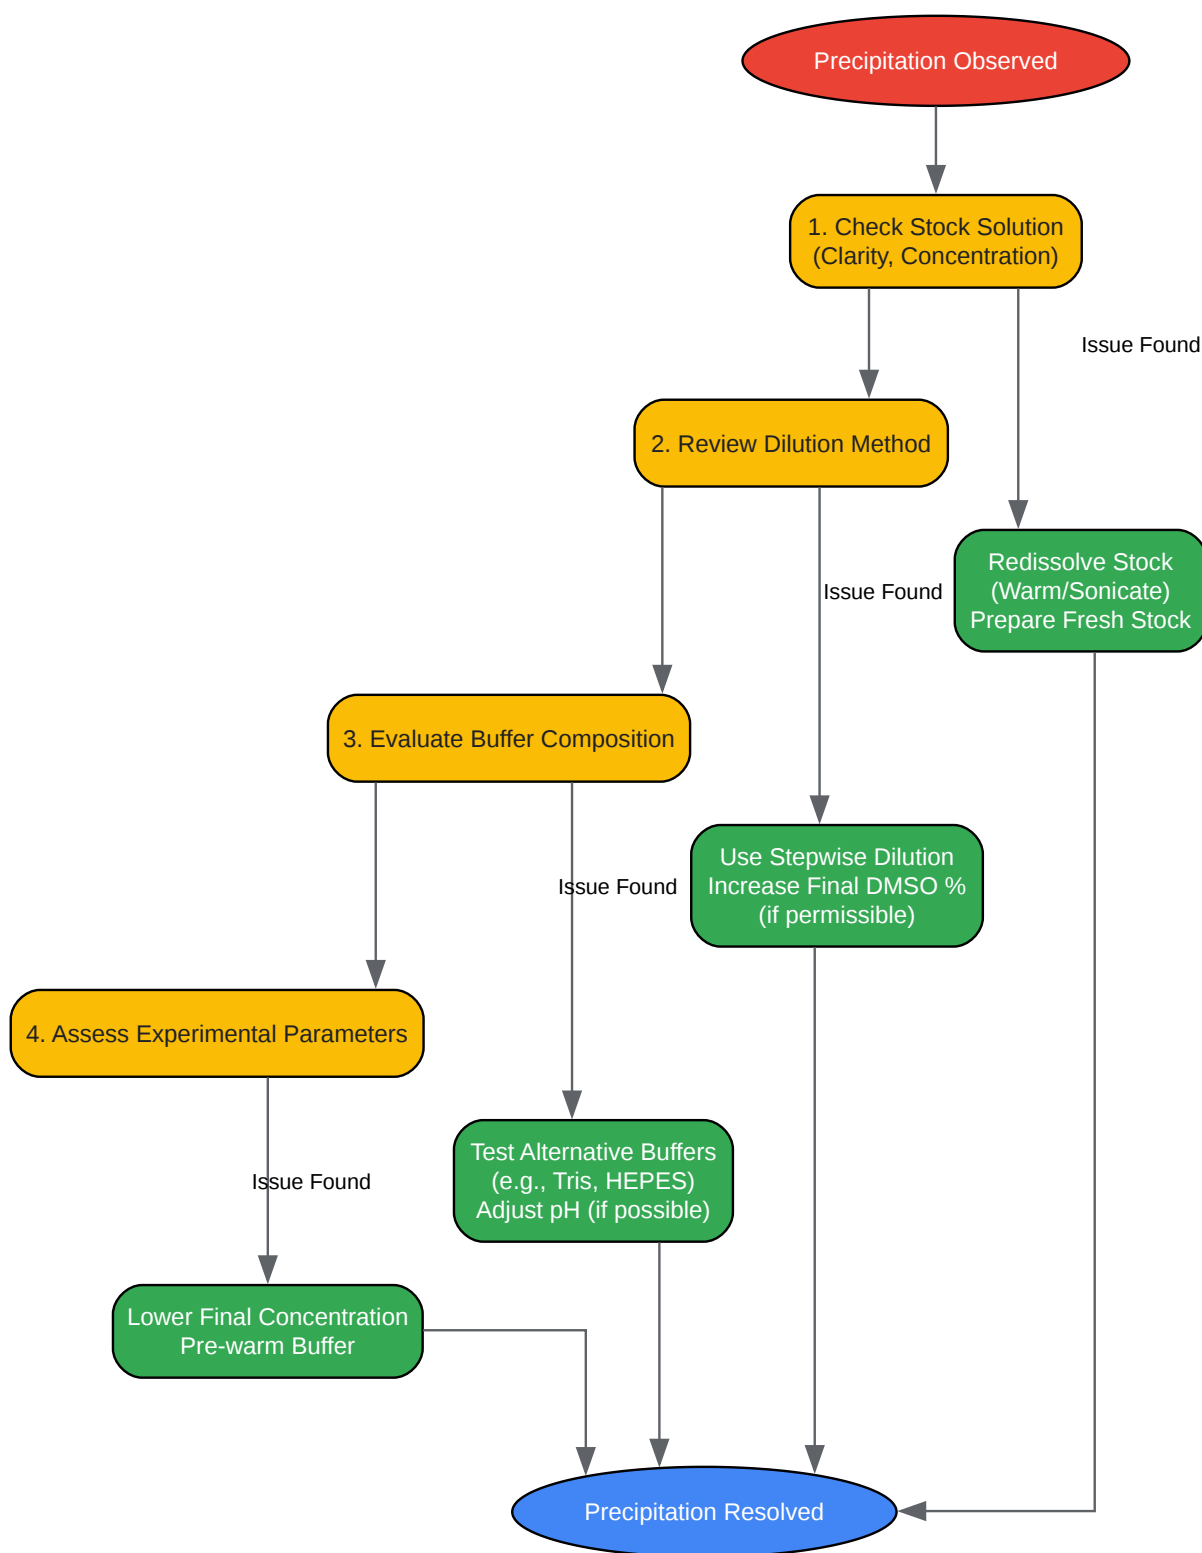 Precipitation Observed
1. Check Stock Solution
(Clarity, Concentration)
Issue Found
2. Review Dilution Method
Redissolve Stock
(Warm/Sonicate)
Prepare Fresh Stock
Issue Found
3. Evaluate Buffer Composition
Use Stepwise Dilution
Increase Final DMSO %
(if permissible)
Issue Found
4. Assess Experimental Parameters
Test Alternative Buffers
(e.g., Tris, HEPES)
Adjust pH (if possible)
Issue Found
Lower Final Concentration
Pre-warm Buffer
Precipitation Resolved